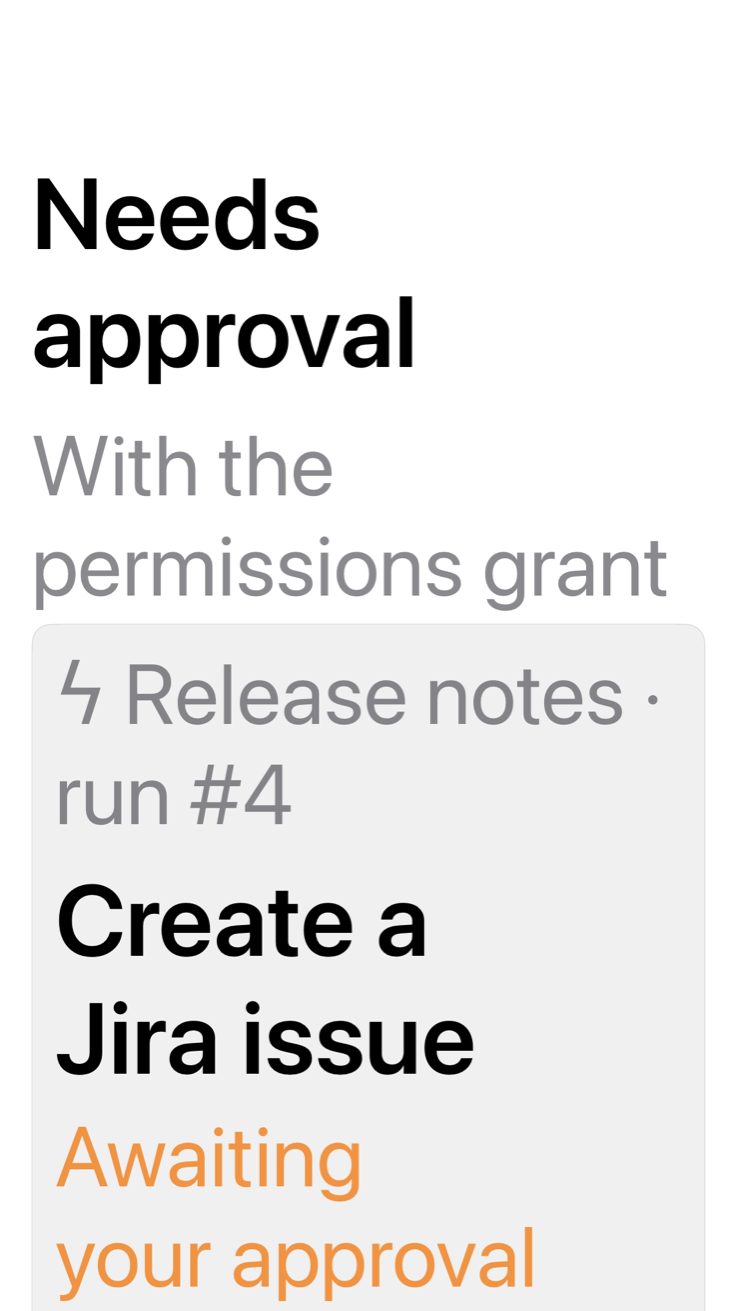 Needs
approval
With the
permissions grant
ϟ Release notes ·
run #4
Create a
Jira issue
Awaiting
your approval